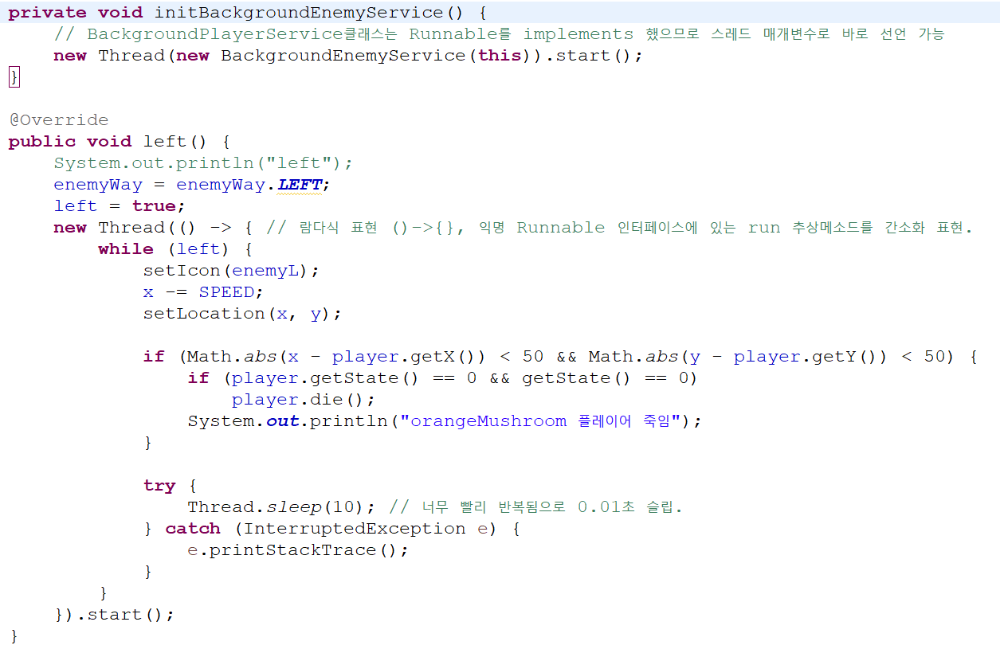 private void initBackgroundEnemyService() {
// BackgroundPlayerService클래스는 Runnable를 implements 했으므로 스레드 매개변수로 바로 선언 가능
new Thread(new BackgroundEnemyService(this)).start();
}
@Override
public void left() {
System.out.println("left");
enemyWay = enemyWay.LEFT;
left = true;
new Thread(() -> { // 람다식 표현 ()->{}, 익명 Runnable 인터페이스에 있는 run 추상메소드를 간소화 표현.
while (left) {
setIcon(enemyL);
x -= SPEED;
setLocation(x, y);
if (Math.abs(x - player.getX()) < 50 && Math.abs(y - player.getY()) < 50) {
if (player.getState() == 0 && getState() == 0)
player.die();
System.out.println("orangeMushroom 플레이어 죽임");
}
try {
Thread.sleep(10); // 너무 빨리 반복됨으로 0.01초 슬립.
} catch (InterruptedException e) {
e.printStackTrace();
}
}
}).start();
}